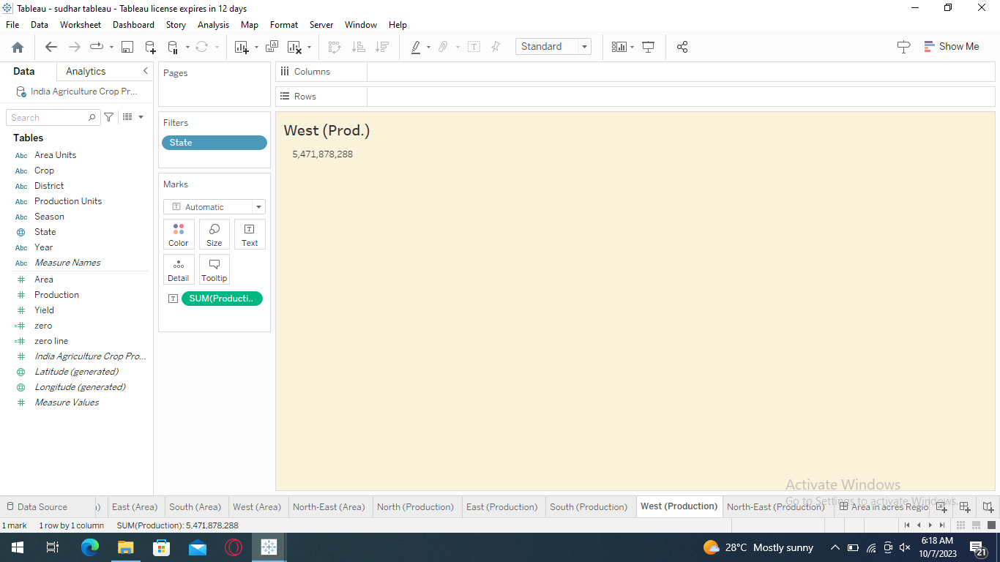 Tableau - sudhar tableau - Tableau license expires in 12 days
File Data Worksheet Dashboard Story Analysis Map Format Server Window Help
Standard
Show Me
Data Analytics
India Agriculture Crop Pr...
Search
Tables
Abc Area Units
Abc Crop
Abc District
Abc Production Units
Abc Season
State
Abc Year
Abc Measure Names
# Area
# Production
# Yield
=# zero
=# zero line
# India Agriculture Crop Pro...
Latitude (generated)
Longitude (generated)
# Measure Values
Pages
Filters
State
Marks
T Automatic
Color Size Text
Detail Tooltip
T SUM(Producti..
Columns
Rows
West (Prod.)
5,471,878,288
Activate Windows
Go to Settings to activate Windows.
Data Source ı) East (Area) South (Area) West (Area) North-East (Area) North (Production) East (Production) South (Production) West (Production) North-East (Production) Area in acres Regio
1 mark 1 row by 1 column SUM(Production): 5,471,878,288
28°C Mostly sunny
6:18 AM
10/7/2023
21